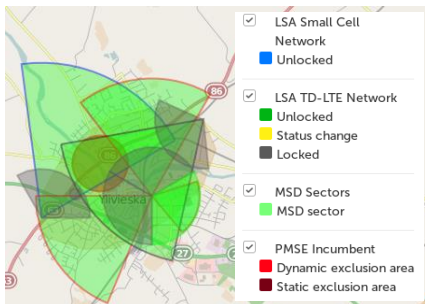 LSA Small Cell
Network
Unlocked
LSA TD-LTE Network
Unlocked
Status change
Locked
MSD Sectors
MSD sector
PMSE Incumbent
Dynamic exclusion area
Static exclusion area
86
27